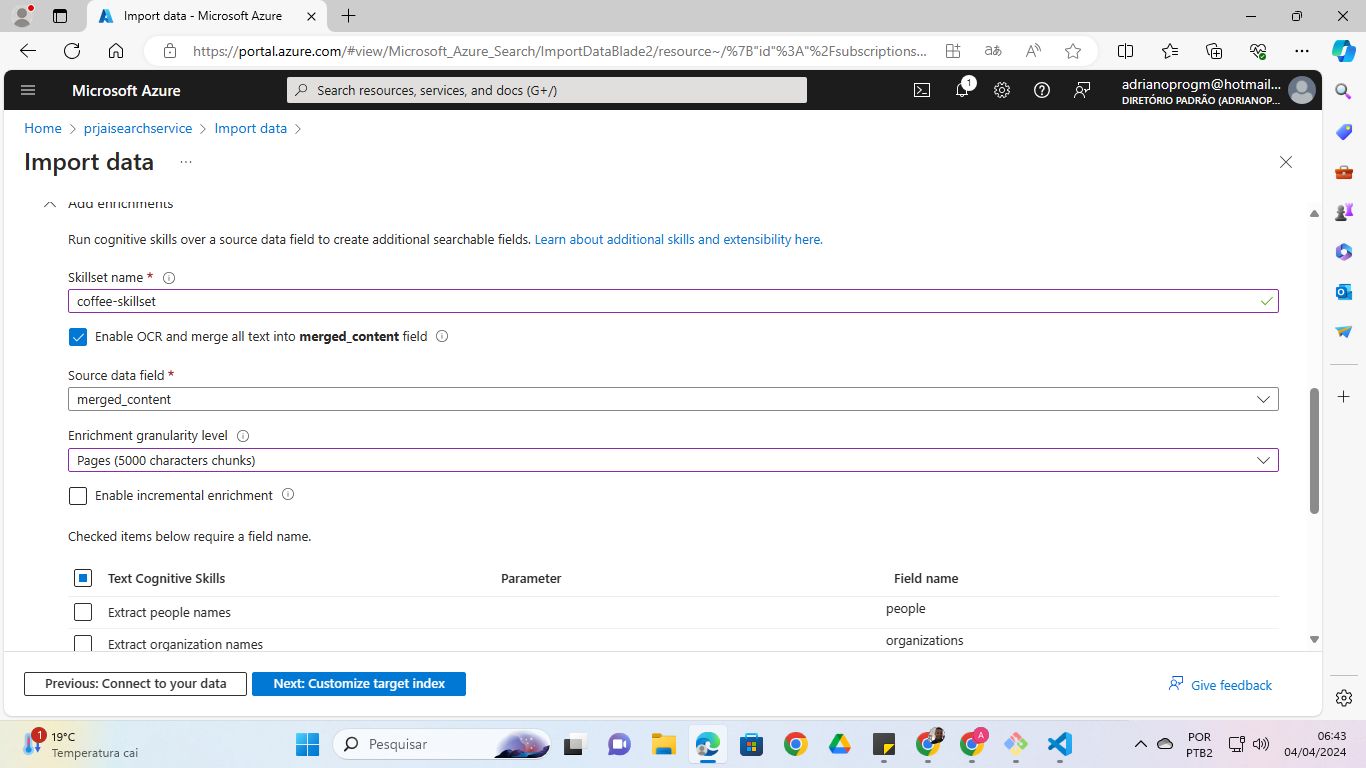 Import data - Microsoft Azure
https://portal.azure.com/#view/Microsoft_Azure_Search/ImportDataBlade2/resource~/%7B"id"%3A"%2Fsubscriptions...
Microsoft Azure
Search resources, services, and docs (G+/)
1
adrianoprogm@hotmail...
DIRETÓRIO PADRÃO (ADRIANOP...
Home > prjaisearchservice > Import data >
Import data ...
Add enrichments
Run cognitive skills over a source data field to create additional searchable fields. Learn about additional skills and extensibility here.
Skillset name *
coffee-skillset
Enable OCR and merge all text into merged_content field
Source data field *
merged_content
Enrichment granularity level
Pages (5000 characters chunks)
Enable incremental enrichment
Checked items below require a field name.
Text Cognitive Skills Parameter Field name
Extract people names people
Extract organization names organizations
Previous: Connect to your data Next: Customize target index Give feedback
1
19°C
Temperatura cai
Pesquisar
A
POR
PTB2
06:43
04/04/2024